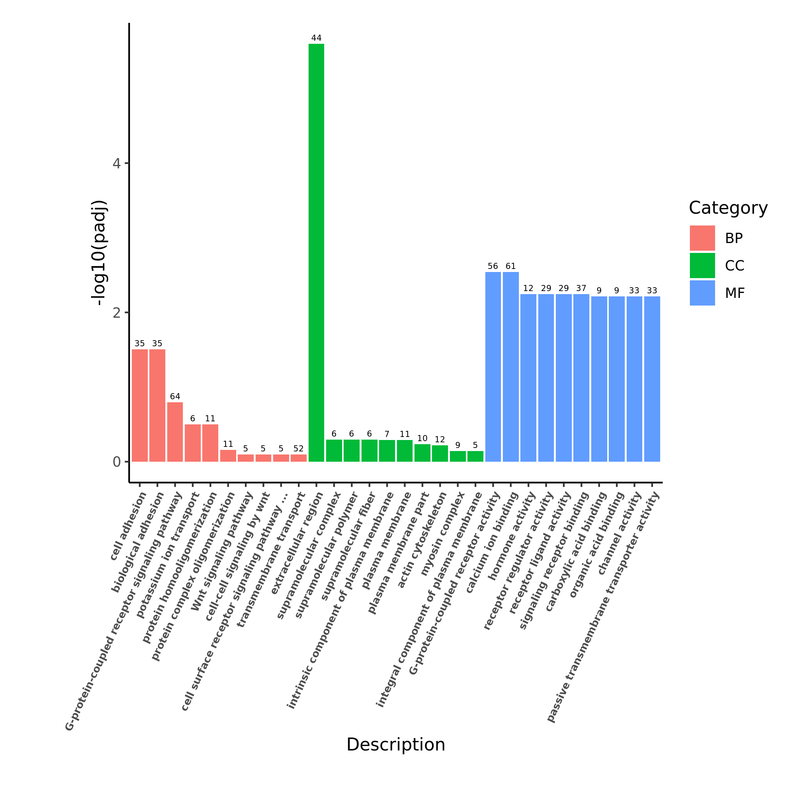 44
4
2
0
-log10(padj)
35
35
64
6
11
11
5
5
5
52
6
6
6
7
11
10
12
9
5
56
61
12
29
29
37
9
9
33
33
Category
BP
CC
MF
cell adhesion
biological adhesion
G-protein-coupled receptor signaling pathway
potassium ion transport
protein homooligomerization
protein complex oligomerization
Wnt signaling pathway
cell-cell signaling by wnt
cell surface receptor signaling pathway ...
transmembrane transport
extracellular region
supramolecular complex
supramolecular polymer
supramolecular fiber
intrinsic component of plasma membrane
plasma membrane
plasma membrane part
actin cytoskeleton
myosin complex
integral component of plasma membrane
G-protein-coupled receptor activity
calcium ion binding
hormone activity
receptor regulator activity
receptor ligand activity
signaling receptor binding
carboxylic acid binding
organic acid binding
channel activity
passive transmembrane transporter activity
Description